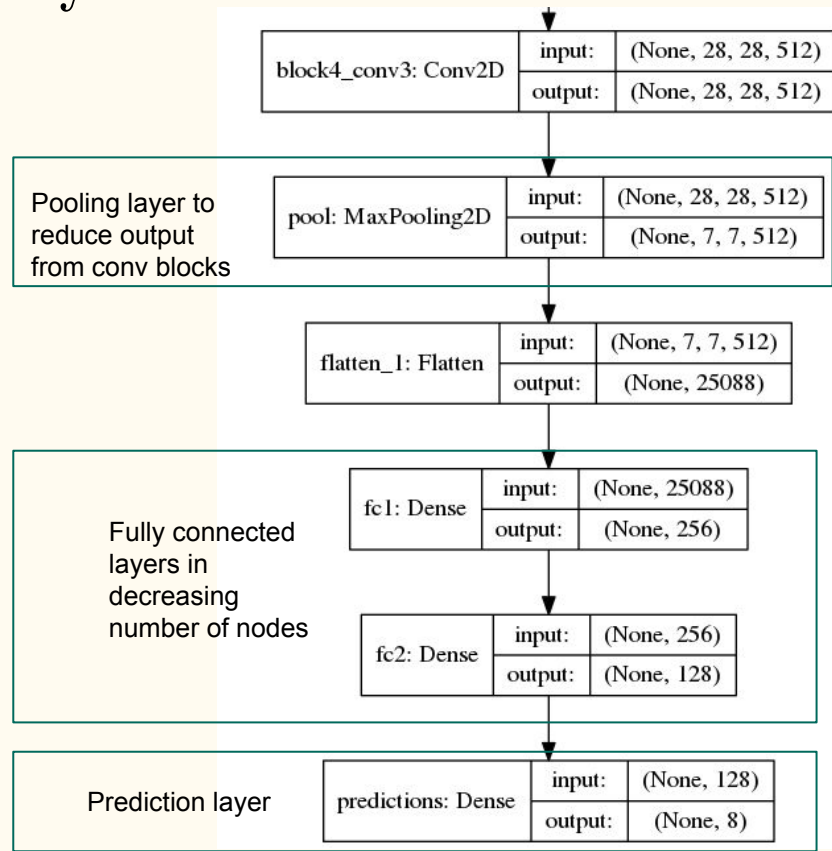 y
block4_conv3: Conv2D
input:
(None, 28, 28, 512)
output:
(None, 28, 28, 512)
Pooling layer to
reduce output
from conv blocks
pool: MaxPooling2D
input:
(None, 28, 28, 512)
output:
(None, 7, 7, 512)
flatten_1: Flatten
input:
(None, 7, 7, 512)
output:
(None, 25088)
Fully connected
layers in
decreasing
number of nodes
fc1: Dense
input:
(None, 25088)
output:
(None, 256)
fc2: Dense
input:
(None, 256)
output:
(None, 128)
Prediction layer
predictions: Dense
input:
(None, 128)
output:
(None, 8)